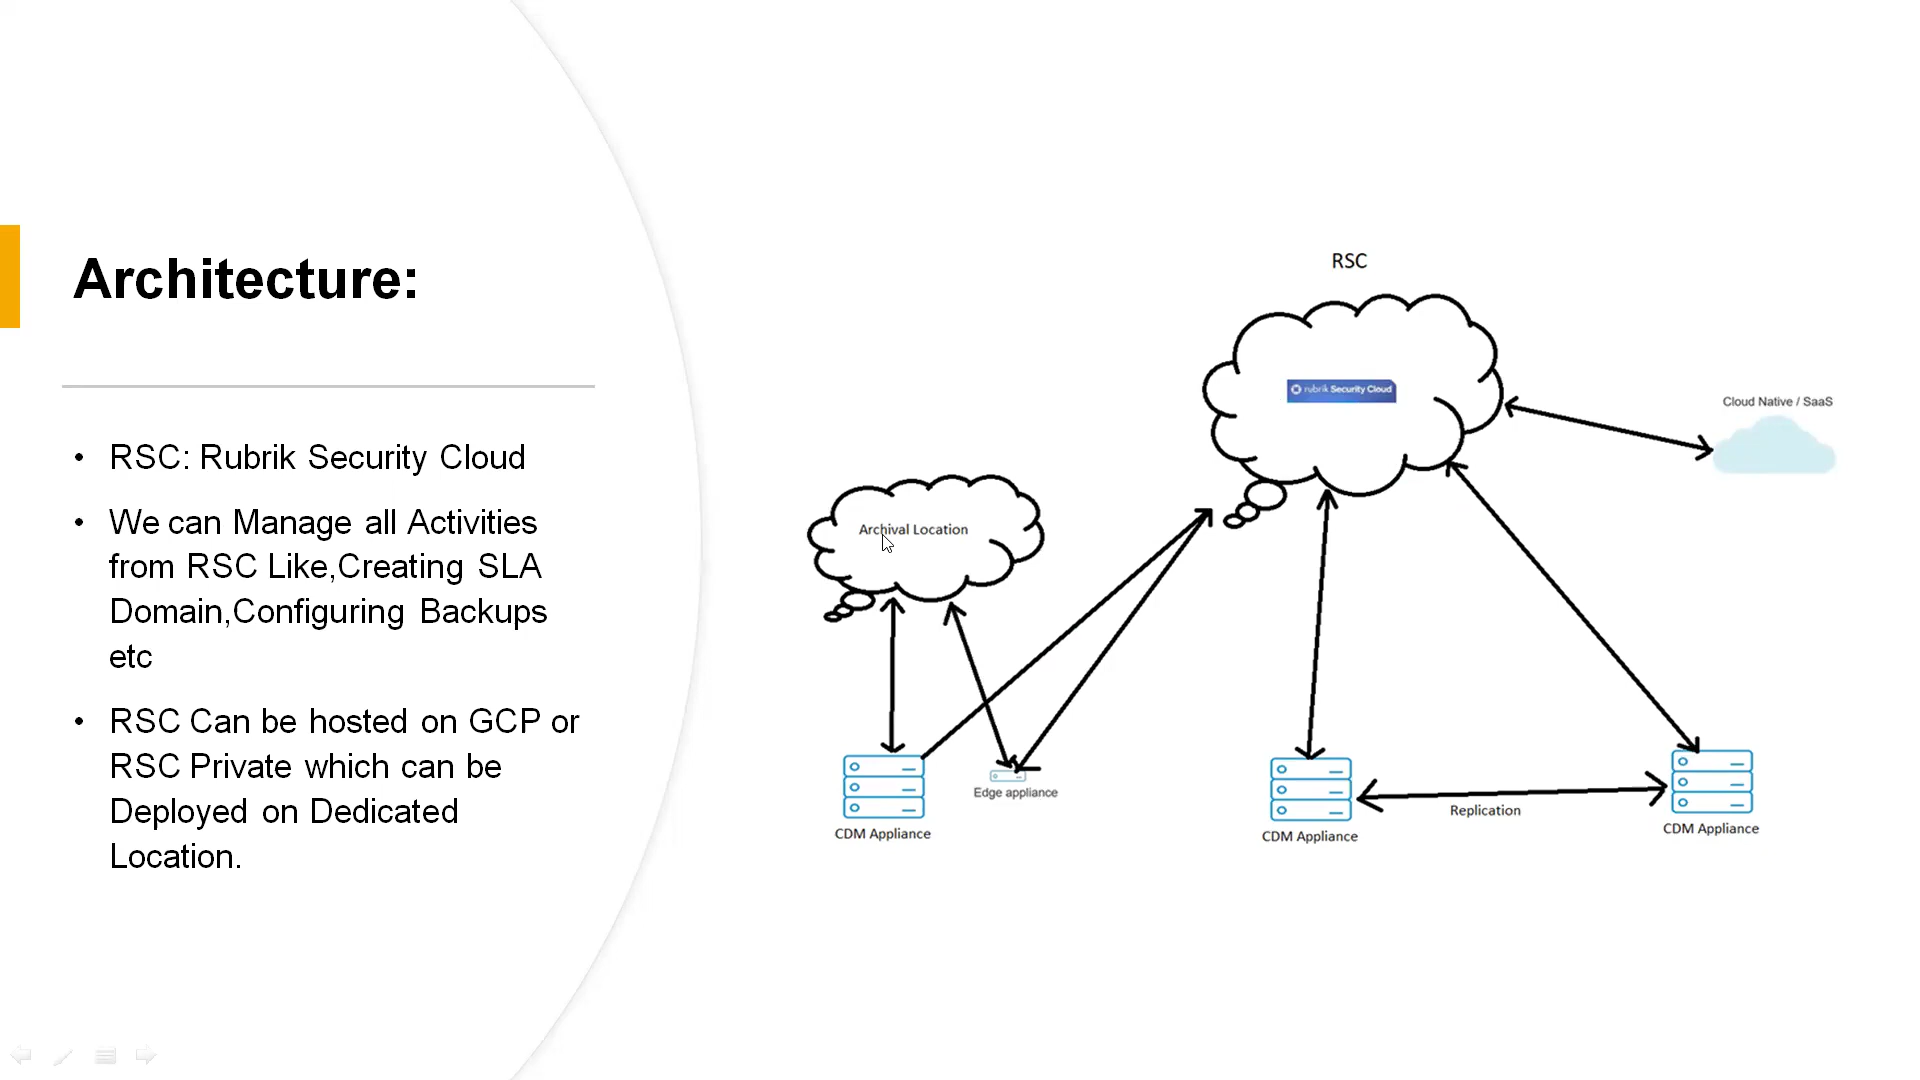 Architecture:
• RSC: Rubrik Security Cloud
• We can Manage all Activities
from RSC Like,Creating SLA
Domain,Configuring Backups
etc
• RSC Can be hosted on GCP or
RSC Private which can be
Deployed on Dedicated
Location.
RSC
rubrik Security Cloud
Cloud Native / SaaS
Archival Location
Edge appliance
CDM Appliance
CDM Appliance
Replication
CDM Appliance